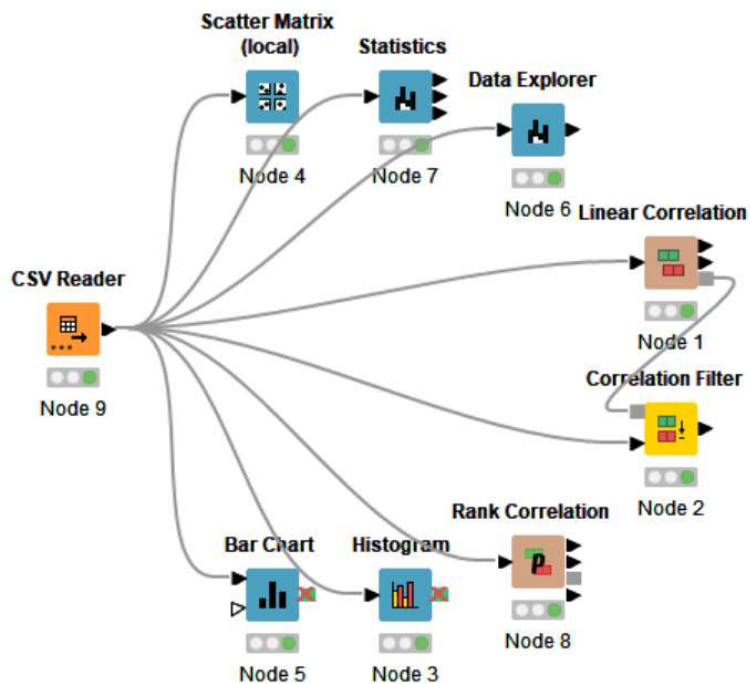 Scatter Matrix
(local)
Node 4
Statistics
Node 7
Data Explorer
Node 6
Linear Correlation
Node 1
CSV Reader
Node 9
Correlation Filter
Node 2
Rank Correlation
p
Node 8
Bar Chart
Node 5
Histogram
Node 3